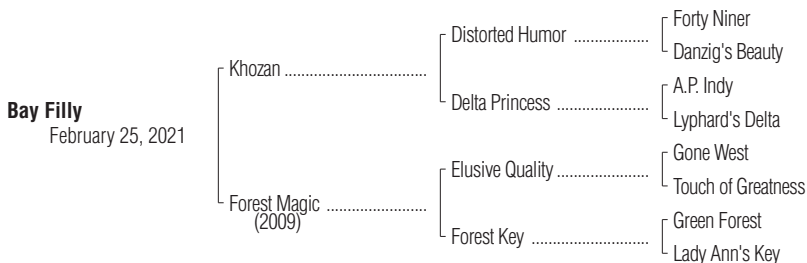 Forty Niner
Distorted Humor ....................
Danzig's Beauty
Khozan ......................................
A.P. Indy
Delta Princess ........................
Lyphard's Delta
Bay Filly
February 25, 2021
Gone West
Elusive Quality ........................
Touch of Greatness
Forest Magic ...........................
(2009)
Green Forest
Forest Key ..............................
Lady Ann's Key